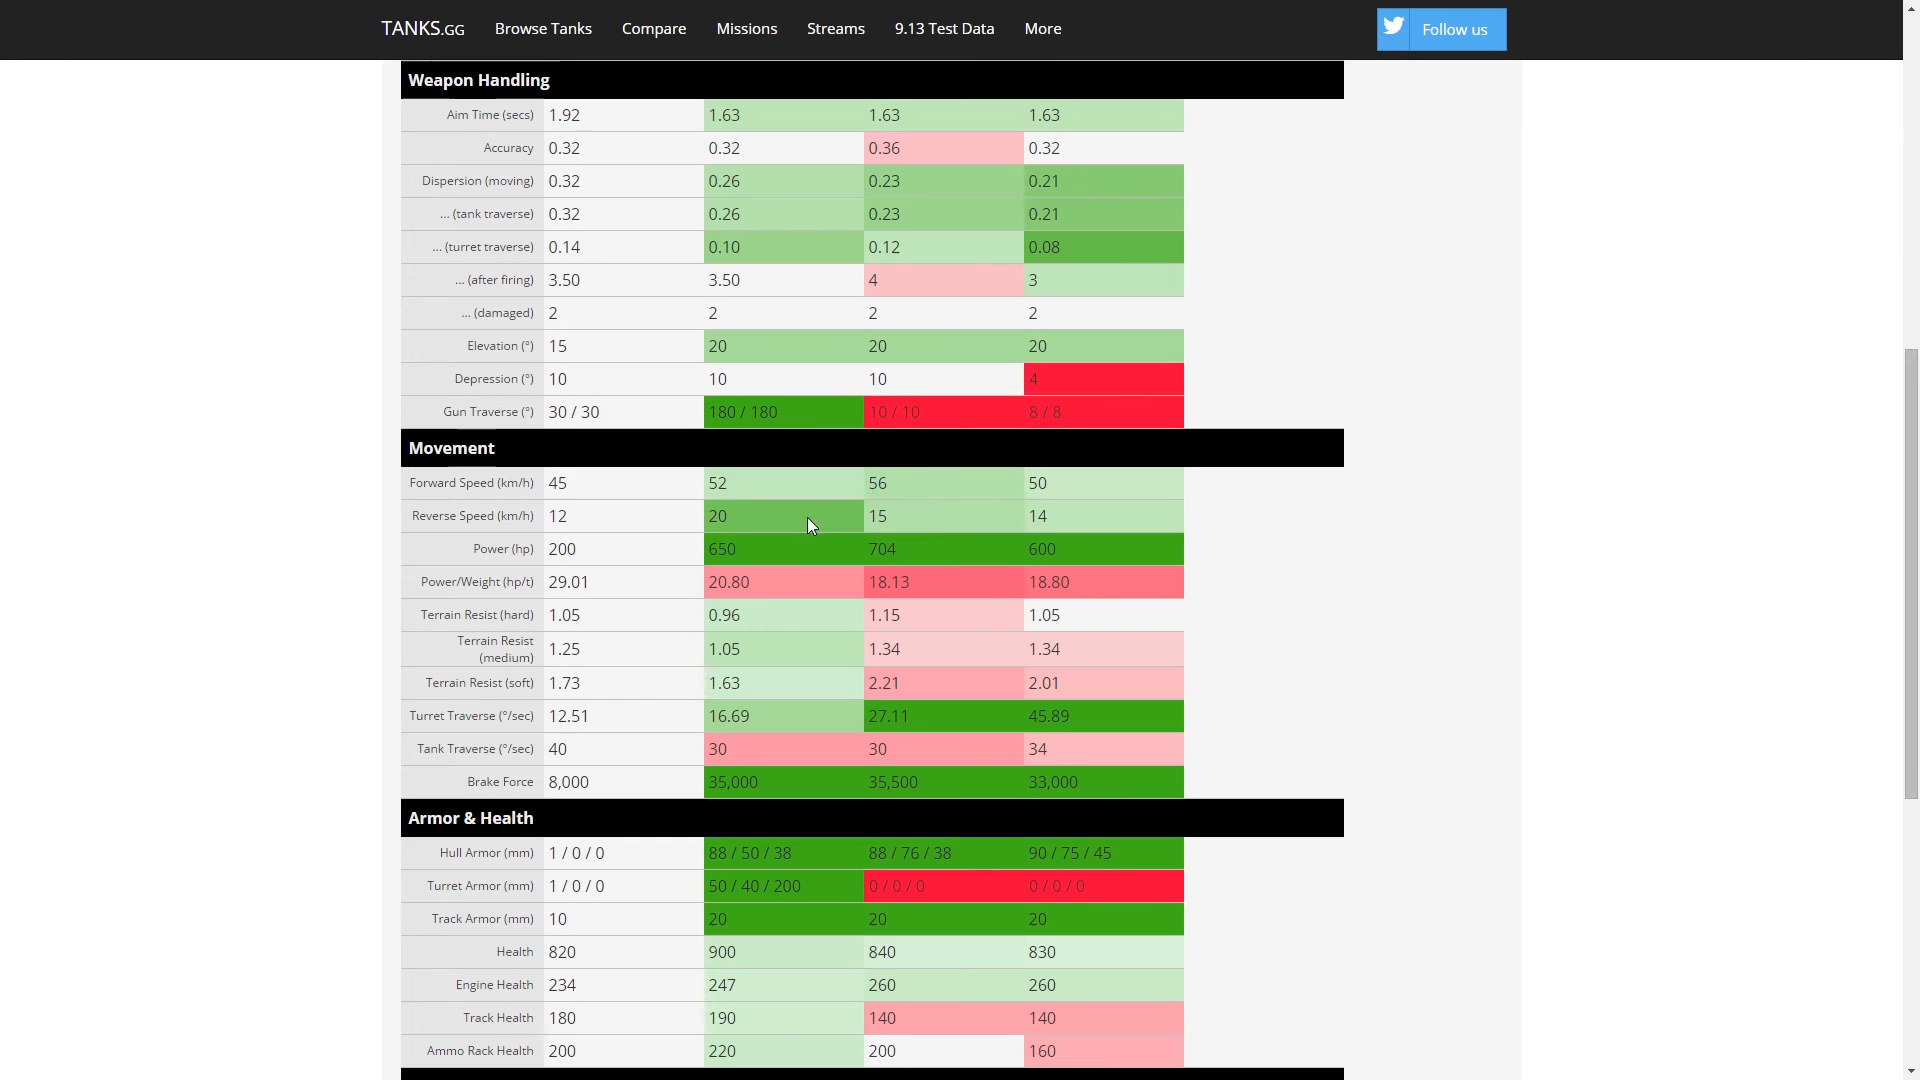 TANKS.GG Browse Tanks Compare Missions Streams 9.13 Test Data More Follow us
Weapon Handling
Aim Time (secs) 1.92 1.63 1.63 1.63
Accuracy 0.32 0.32 0.36 0.32
Dispersion (moving) 0.32 0.26 0.23 0.21
... (tank traverse) 0.32 0.26 0.23 0.21
... (turret traverse) 0.14 0.10 0.12 0.08
... (after firing) 3.50 3.50 4 3
... (damaged) 2 2 2 2
Elevation (°) 15 20 20 20
Depression (°) 10 10 10 4
Gun Traverse (°) 30 / 30 180 / 180 10 / 10 8 / 8
Movement
Forward Speed (km/h) 45 52 56 50
Reverse Speed (km/h) 12 20 15 14
Power (hp) 200 650 704 600
Power/Weight (hp/t) 29.01 20.80 18.13 18.80
Terrain Resist (hard) 1.05 0.96 1.15 1.05
Terrain Resist
(medium) 1.25 1.05 1.34 1.34
Terrain Resist (soft) 1.73 1.63 2.21 2.01
Turret Traverse (°/sec) 12.51 16.69 27.11 45.89
Tank Traverse (°/sec) 40 30 30 34
Brake Force 8,000 35,000 35,500 33,000
Armor & Health
Hull Armor (mm) 1 / 0 / 0 88 / 50 / 38 88 / 76 / 38 90 / 75 / 45
Turret Armor (mm) 1 / 0 / 0 50 / 40 / 200 0 / 0 / 0 0 / 0 / 0
Track Armor (mm) 10 20 20 20
Health 820 900 840 830
Engine Health 234 247 260 260
Track Health 180 190 140 140
Ammo Rack Health 200 220 200 160